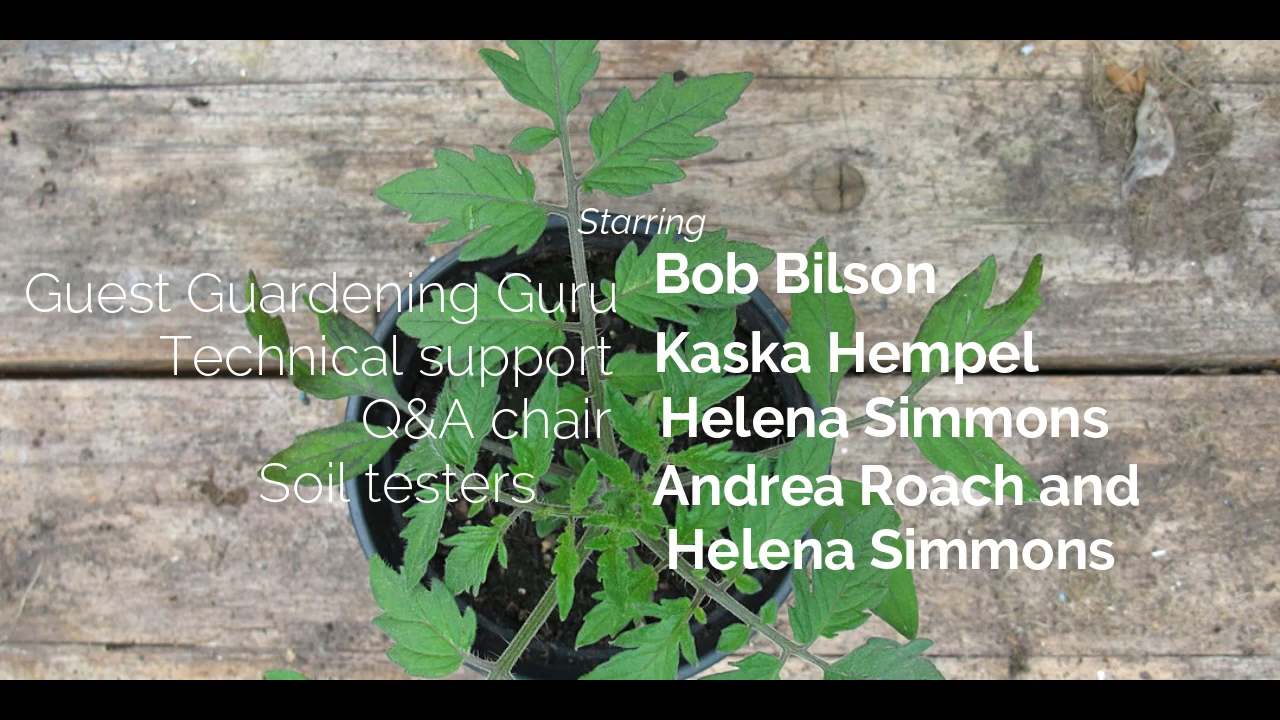 Starring
Guest Guardening Guru Bob Bilson
Technical support Kaska Hempel
Q&A chair Helena Simmons
Soil testers Andrea Roach and
Helena Simmons